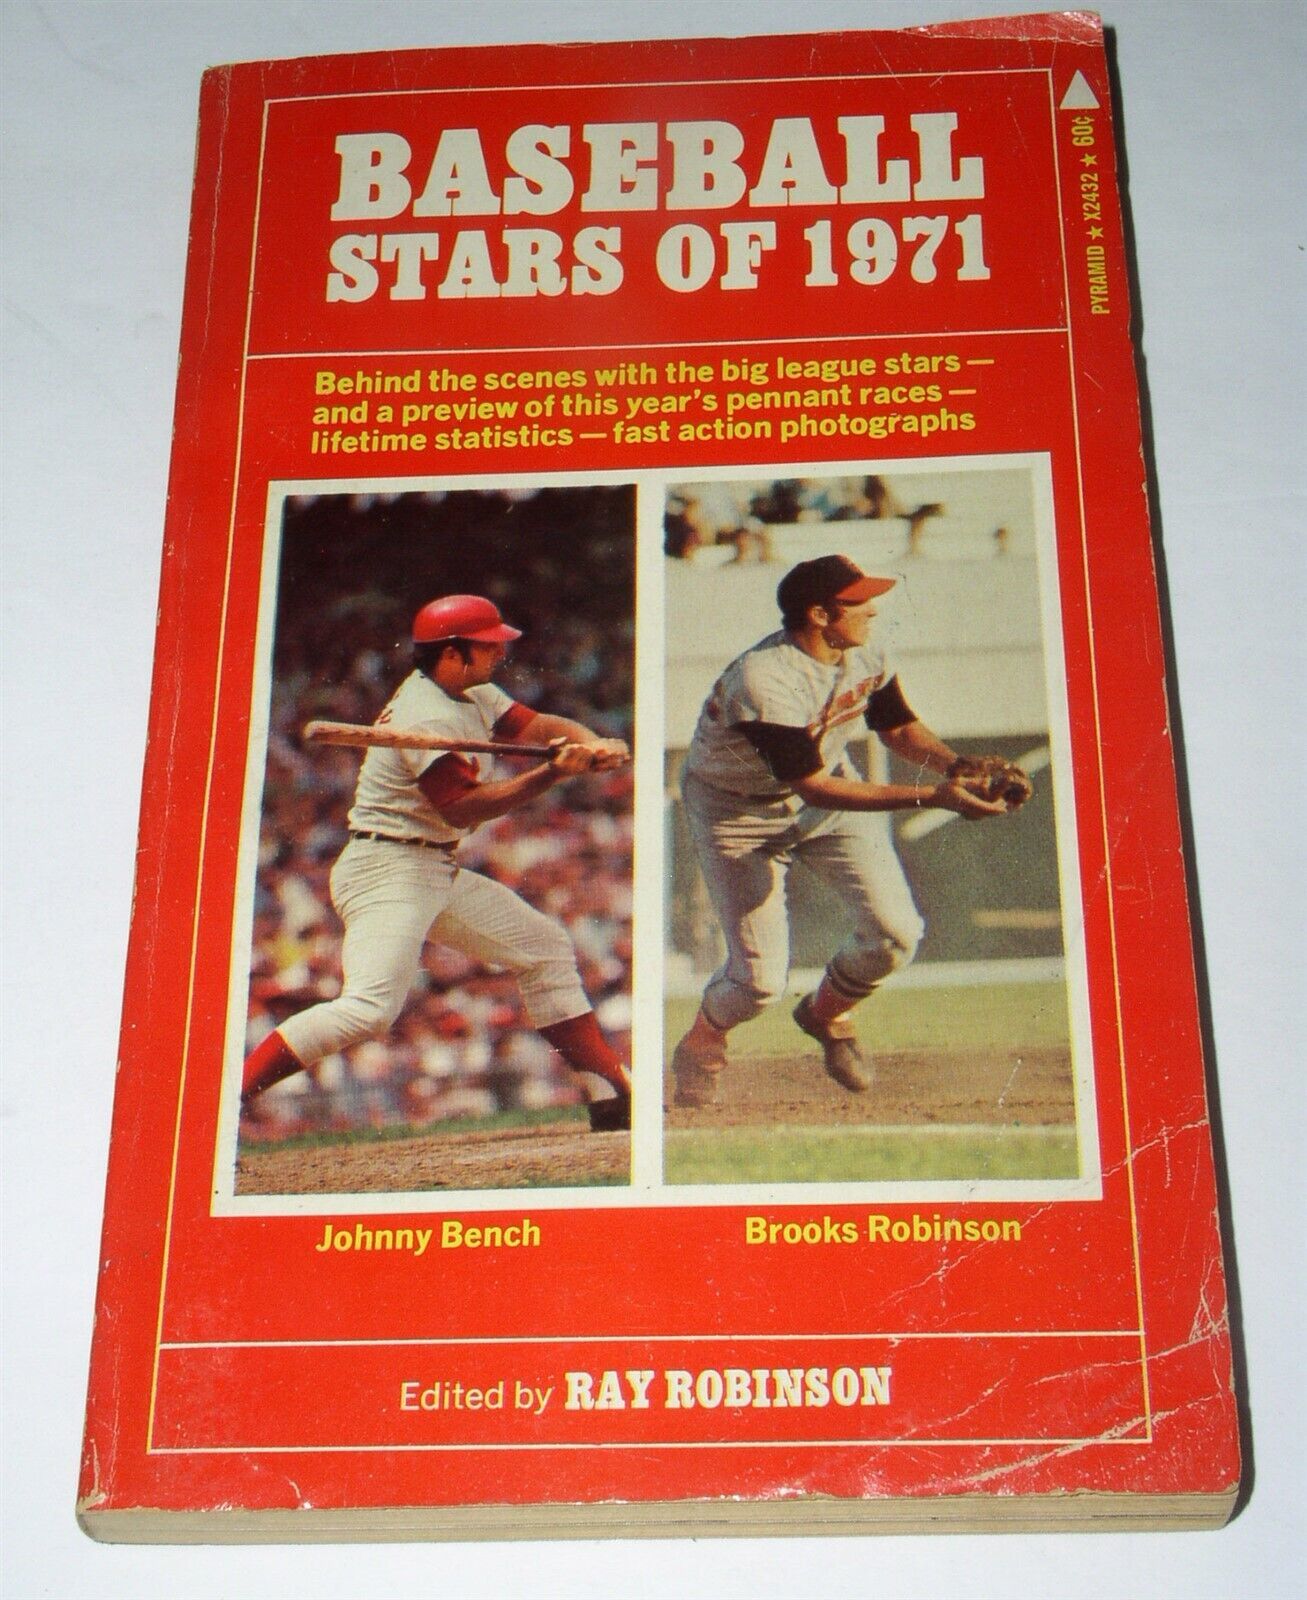 BASEBALL
STARS OF 1971
PYRAMID ★ X2432 ★ 60¢
Behind the scenes with the big league stars —
and a preview of this year's pennant races —
lifetime statistics — fast action photographs
Johnny Bench
Brooks Robinson
Edited by RAY ROBINSON